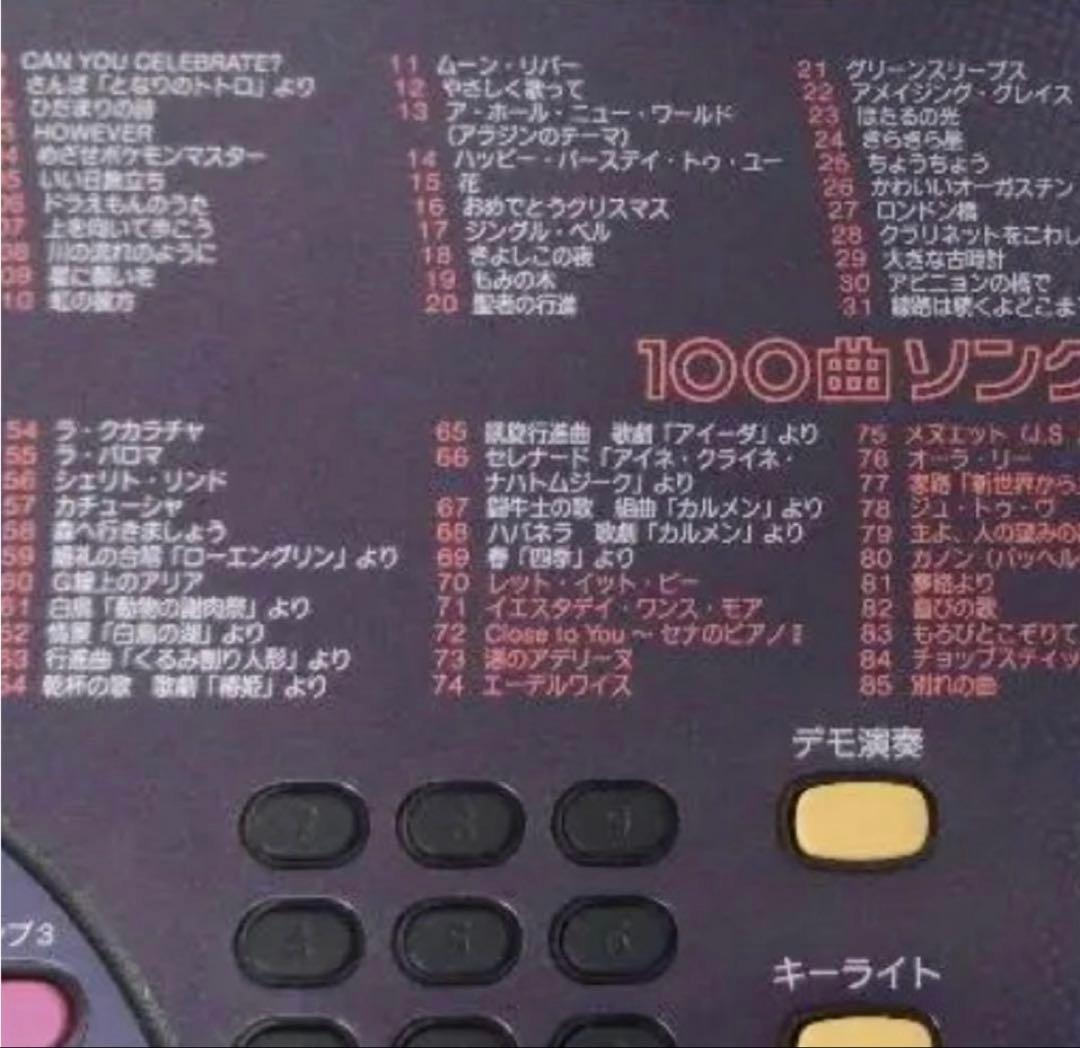 CAN YOU CELEBRATE?
さんぽ「となりのトトロ」より
ひだまりの詩
HOWEVER
めざせポケモンマスター
いい日旅立ち
ドラえもんのうた
上を向いて歩こう
川の流れのように
星に願いを
10 虹の彼方
11 ムーン・リバー
12 やさしく歌って
13 ア・ホール・ニュー・ワールド
(アラジンのテーマ)
14 ハッピー・バースデイ・トゥ・ユー
15 花
16 おめでとうクリスマス
17 ジングル・ベル
18 きよしこの夜
19 もみの木
20 聖者の行進
21 グリーンスリーブス
22 アメイジング・グレイス
23 ほたるの光
24 きらきら星
25 ちょうちょう
26 かわいいオーガスチン
27 ロンドン橋
28 クラリネットをこわし
29 大きな古時計
30 アビニョンの橋で
31 線路は続くよどこま
100曲ソング
54 ラ・クカラチャ
55 ラ・パロマ
56 シェリト・リンド
57 カチューシャ
58 森へ行きましょう
59 婚礼の合唱「ローエングリン」より
60 G線上のアリア
61 白鳥「動物の謝肉祭」より
62 情景「白鳥の湖」より
63 行進曲「くるみ割り人形」より
64 乾杯の歌 歌劇「椿姫」より
65 凱旋行進曲 歌劇「アイーダ」より
66 セレナード「アイネ・クライネ・
ナハトムジーク」より
67 闘牛士の歌 組曲「カルメン」より
68 ハバネラ 歌劇「カルメン」より
69 春「四季」より
70 レット・イット・ビー
71 イエスタデイ・ワンス・モア
72 Close to You ～ セナのピアノⅡ
73 渚のアデリーヌ
74 エーデルワイス
75 メヌエット (J.S.
76 オーラ・リー
77 家路「新世界から
78 ジュ・トゥ・ヴ
79 主よ、人の望みの
80 カノン (パッヘル
81 夢路より
82 喜びの歌
83 もろびとこぞりて
84 チョップスティッ
85 別れの曲
デモ演奏
7 8 9
4 5 6
ップ3
キーライト